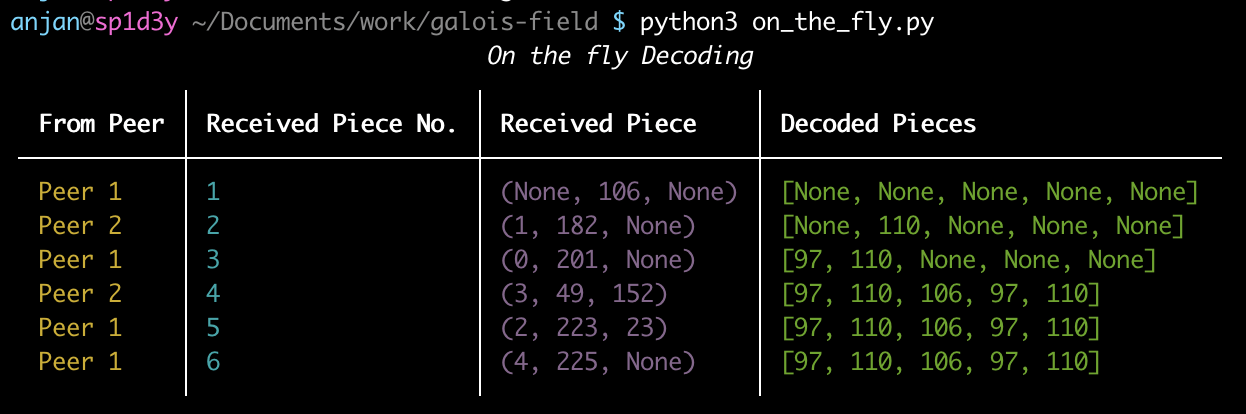 anjan@sp1d3y ~/Documents/work/galois-field $ python3 on_the_fly.py
On the fly Decoding
From Peer Received Piece No. Received Piece Decoded Pieces
Peer 1 1 (None, 106, None) [None, None, None, None, None]
Peer 2 2 (1, 182, None) [None, 110, None, None, None]
Peer 1 3 (0, 201, None) [97, 110, None, None, None]
Peer 2 4 (3, 49, 152) [97, 110, 106, 97, 110]
Peer 1 5 (2, 223, 23) [97, 110, 106, 97, 110]
Peer 1 6 (4, 225, None) [97, 110, 106, 97, 110]